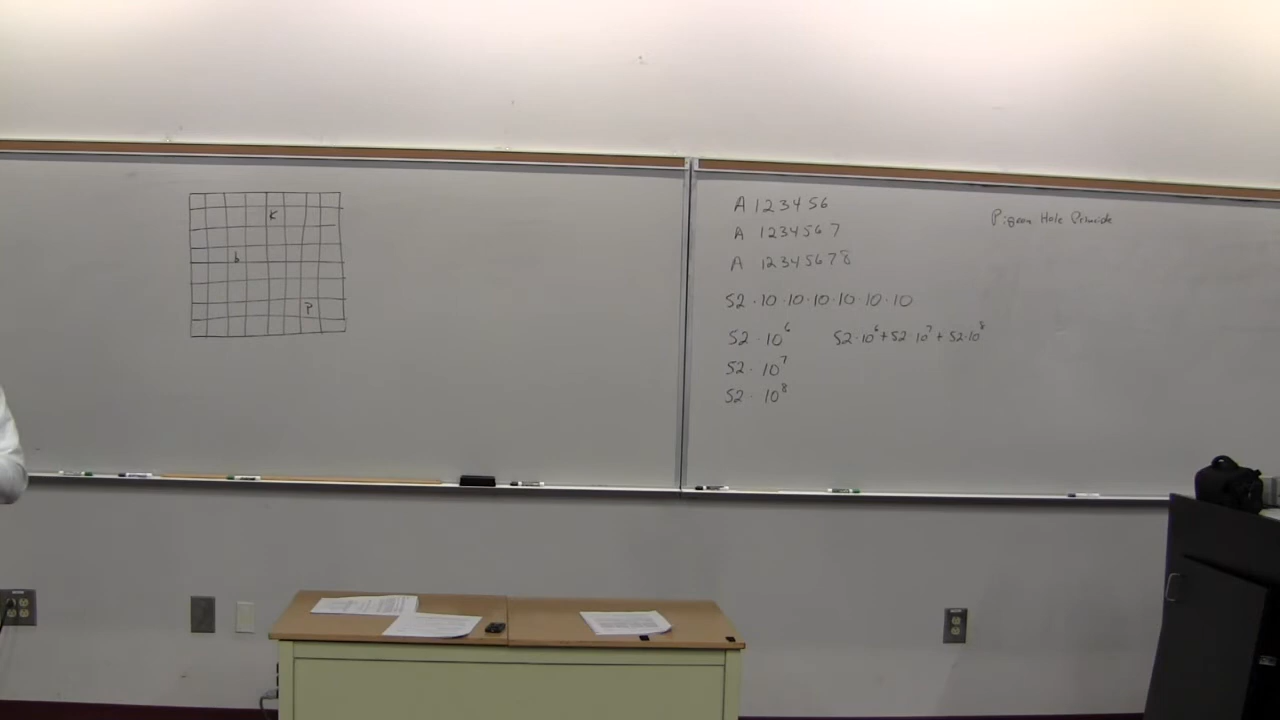 K
b
P
A 123456
A 1234567
A 12345678
52 · 10 · 10 · 10 · 10 · 10 · 10
52 · 10⁶
52 · 10⁶ + 52 · 10⁷ + 52 · 10⁸
52 · 10⁷
52 · 10⁸
Pigeon Hole